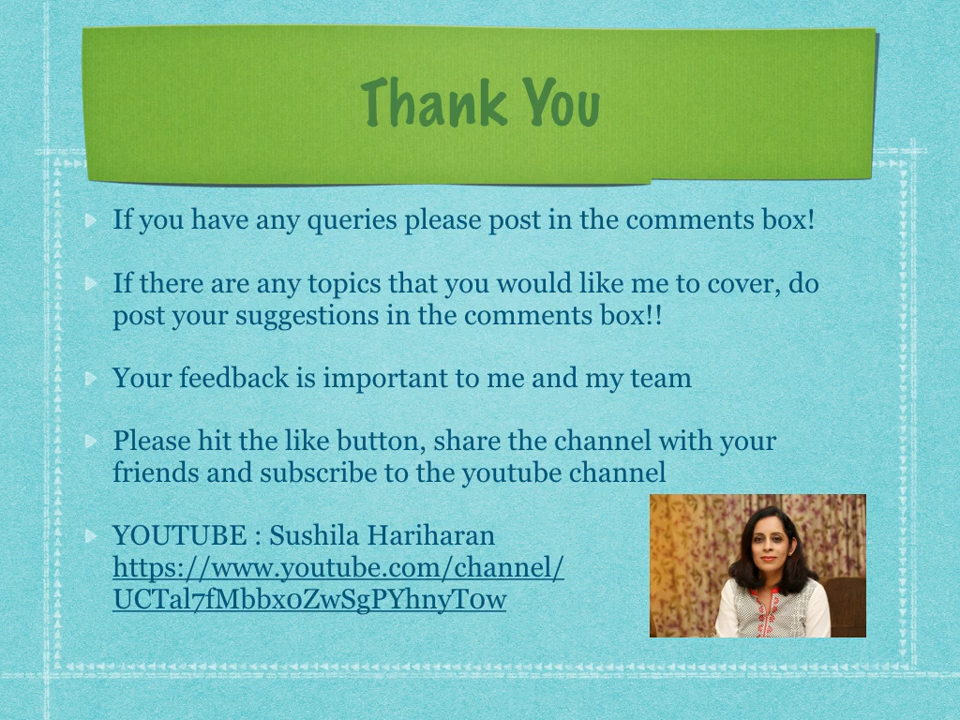 Thank You
If you have any queries please post in the comments box!
If there are any topics that you would like me to cover, do
post your suggestions in the comments box!!
Your feedback is important to me and my team
Please hit the like button, share the channel with your
friends and subscribe to the youtube channel
YOUTUBE : Sushila Hariharan
https://www.youtube.com/channel/
UCTal7fMbbx0ZwSgPYhnyT0w